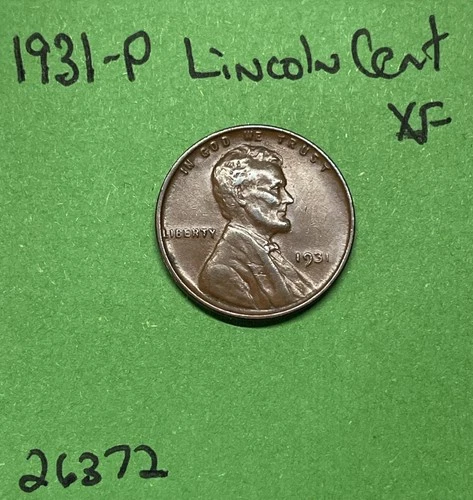 1931-P Lincoln Cent
XF
IN GOD WE TRUST
LIBERTY
1931
26372